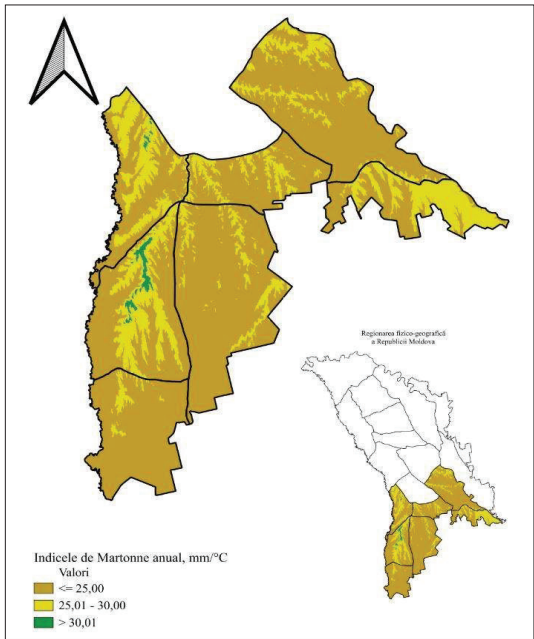 Regionarea fizico-geografică
a Republicii Moldova
Indicele de Martonne anual, mm/°C
Valori
<= 25,00
25,01 - 30,00
> 30,01